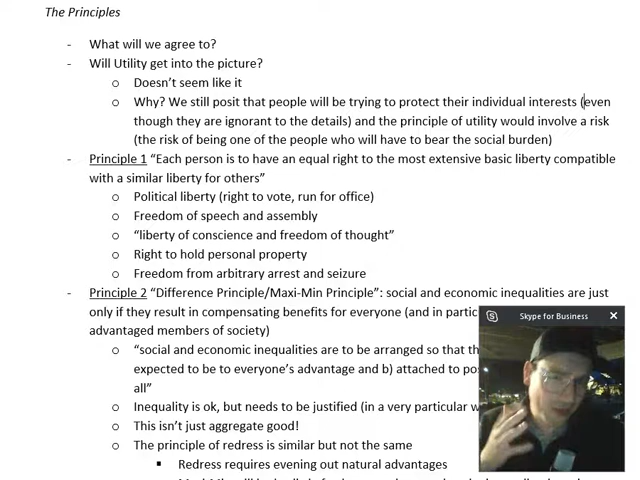 The Principles
- What will we agree to?
- Will Utility get into the picture?
o Doesn't seem like it
o Why? We still posit that people will be trying to protect their individual interests (even
though they are ignorant to the details) and the principle of utility would involve a risk
(the risk of being one of the people who will have to bear the social burden)
- Principle 1 "Each person is to have an equal right to the most extensive basic liberty compatible
with a similar liberty for others"
o Political liberty (right to vote, run for office)
o Freedom of speech and assembly
o "liberty of conscience and freedom of thought"
o Right to hold personal property
o Freedom from arbitrary arrest and seizure
- Principle 2 "Difference Principle/Maxi-Min Principle": social and economic inequalities are just
only if they result in compensating benefits for everyone (and in partic
advantaged members of society)
o "social and economic inequalities are to be arranged so that th
expected to be to everyone's advantage and b) attached to po
all"
o Inequality is ok, but needs to be justified (in a very particular w
o This isn't just aggregate good!
o The principle of redress is similar but not the same
▪ Redress requires evening out natural advantages
Skype for Business